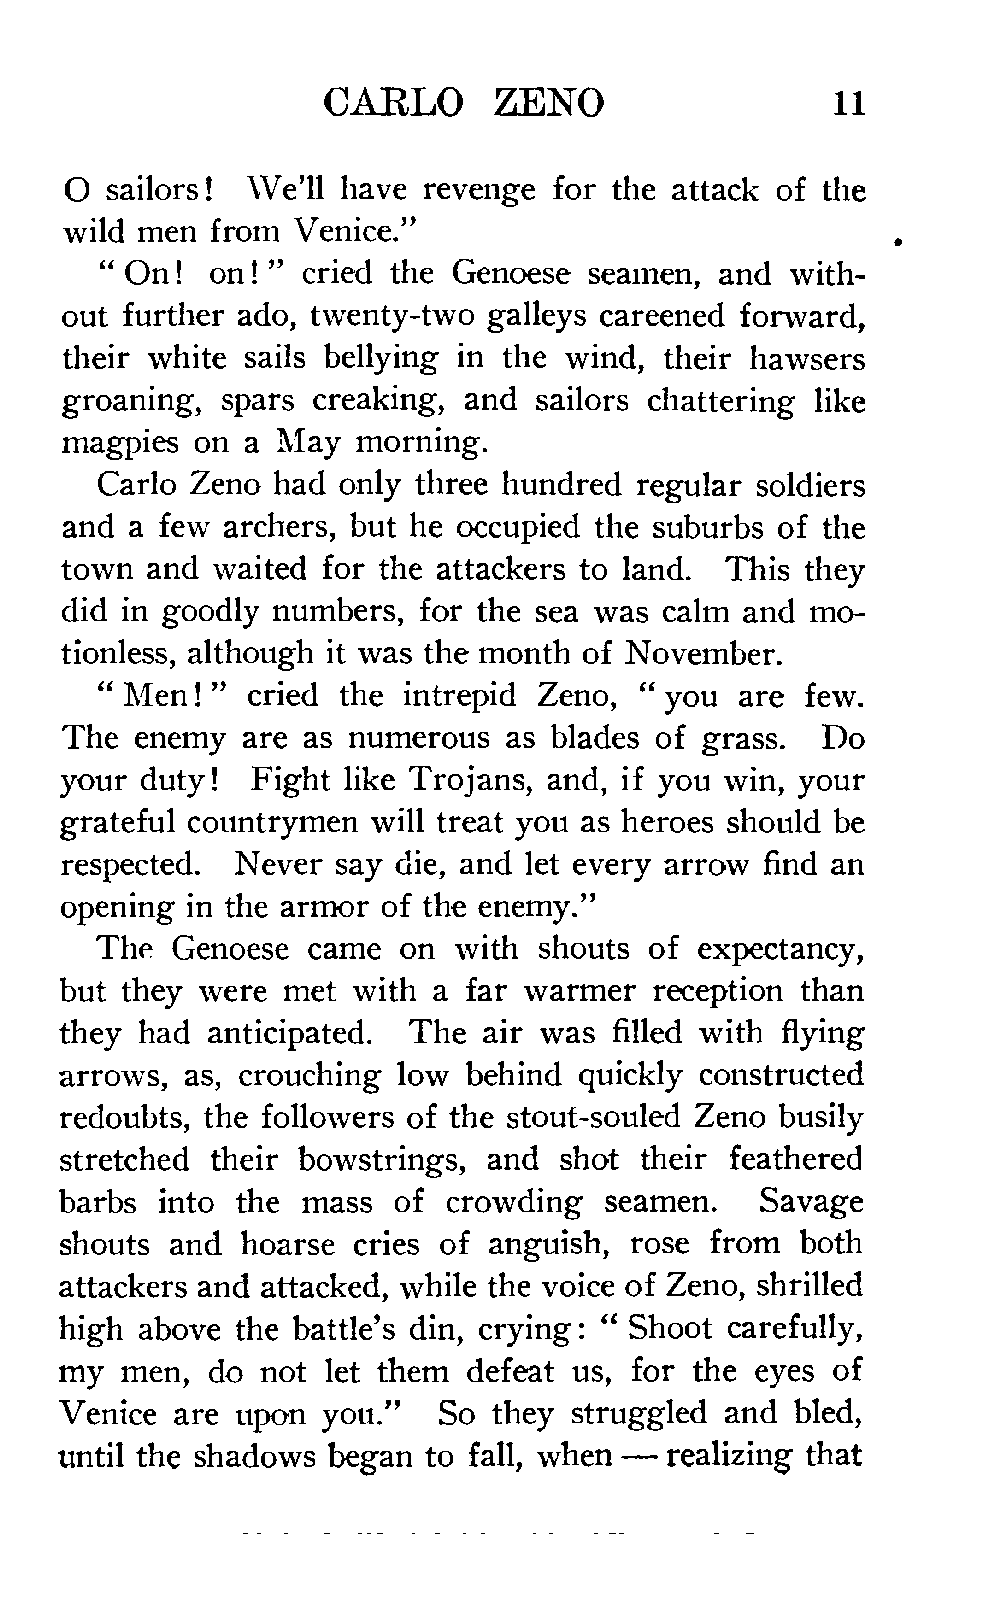 CARLO ZENO 11
O sailors! We'll have revenge for the attack of the
wild men from Venice."
" On! on! " cried the Genoese seamen, and with-
out further ado, twenty-two galleys careened forward,
their white sails bellying in the wind, their hawsers
groaning, spars creaking, and sailors chattering like
magpies on a May morning.
Carlo Zeno had only three hundred regular soldiers
and a few archers, but he occupied the suburbs of the
town and waited for the attackers to land. This they
did in goodly numbers, for the sea was calm and mo-
tionless, although it was the month of November.
" Men! " cried the intrepid Zeno, " you are few.
The enemy are as numerous as blades of grass. Do
your duty! Fight like Trojans, and, if you win, your
grateful countrymen will treat you as heroes should be
respected. Never say die, and let every arrow find an
opening in the armor of the enemy."
The Genoese came on with shouts of expectancy,
but they were met with a far warmer reception than
they had anticipated. The air was filled with flying
arrows, as, crouching low behind quickly constructed
redoubts, the followers of the stout-souled Zeno busily
stretched their bowstrings, and shot their feathered
barbs into the mass of crowding seamen. Savage
shouts and hoarse cries of anguish, rose from both
attackers and attacked, while the voice of Zeno, shrilled
high above the battle's din, crying: " Shoot carefully,
my men, do not let them defeat us, for the eyes of
Venice are upon you." So they struggled and bled,
until the shadows began to fall, when — realizing that